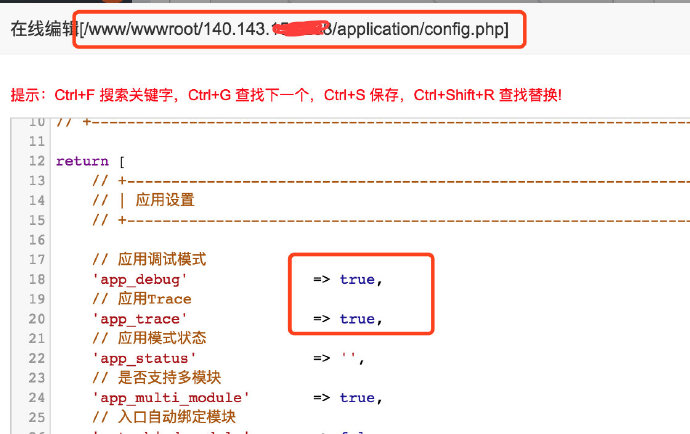 在线编辑[/www/wwwroot/140.143.1 8/application/config.php]
提示：Ctrl+F 搜索关键字，Ctrl+G 查找下一个，Ctrl+S 保存，Ctrl+Shift+R 查找替换!
10 // +----------------------------------------------------------------------
11
12 return [
13 // +----------------------------------------------------------------------
14 // | 应用设置
15 // +----------------------------------------------------------------------
16
17 // 应用调试模式
18 'app_debug' => true,
19 // 应用Trace
20 'app_trace' => true,
21 // 应用模式状态
22 'app_status' => '',
23 // 是否支持多模块
24 'app_multi_module' => true,
25 // 入口自动绑定模块